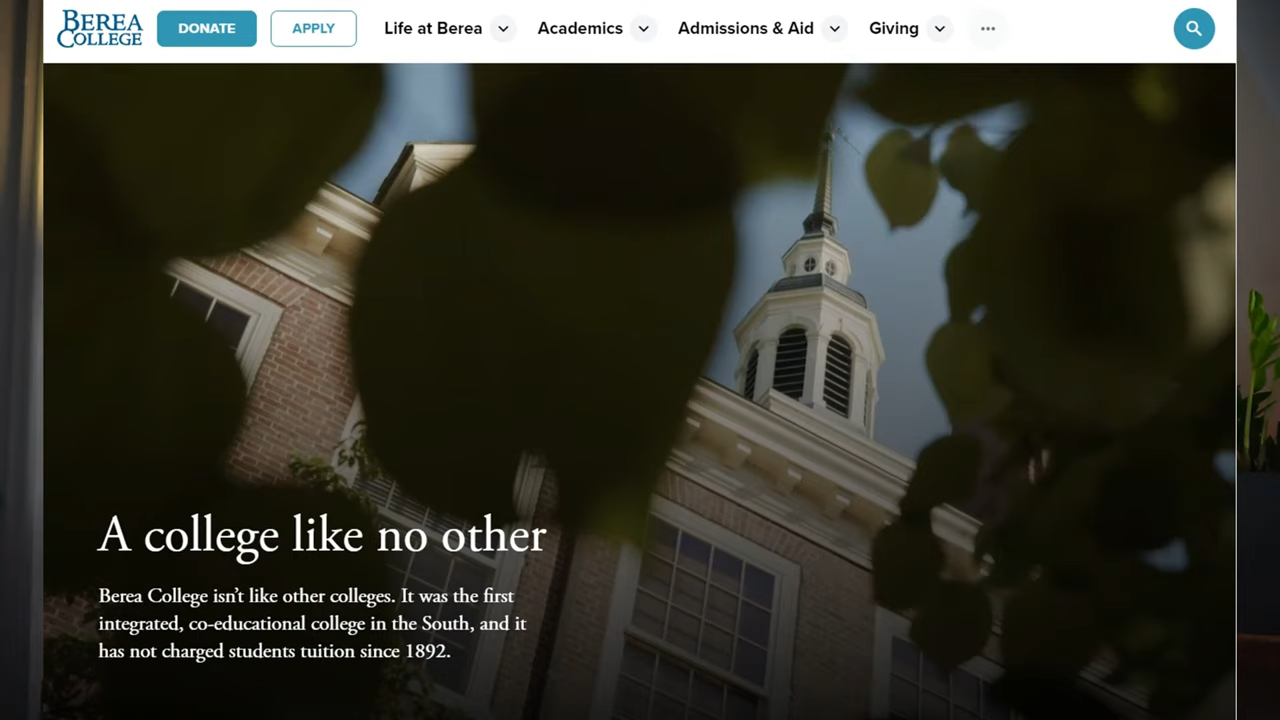 BEREA
COLLEGE
DONATE
APPLY
Life at Berea
Academics
Admissions & Aid
Giving
A college like no other
Berea College isn't like other colleges. It was the first
integrated, co-educational college in the South, and it
has not charged students tuition since 1892.